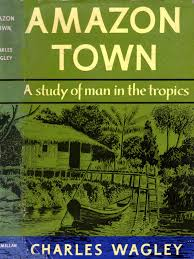 AMAZON
TOWN
A study of man in the tropics
CHARLES WAGLEY